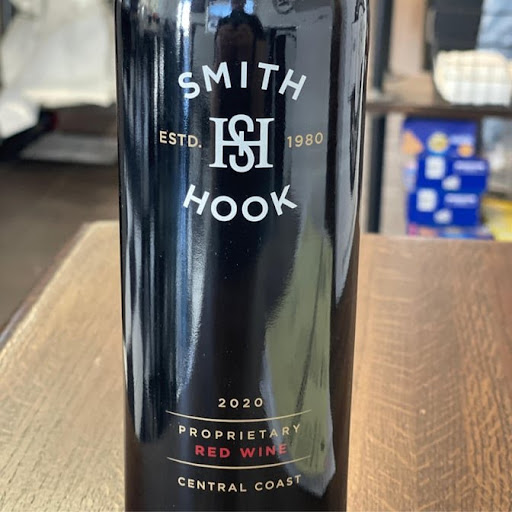 SMITH
ESTD. SH 1980
HOOK
2020
PROPRIETARY
RED WINE
CENTRAL COAST